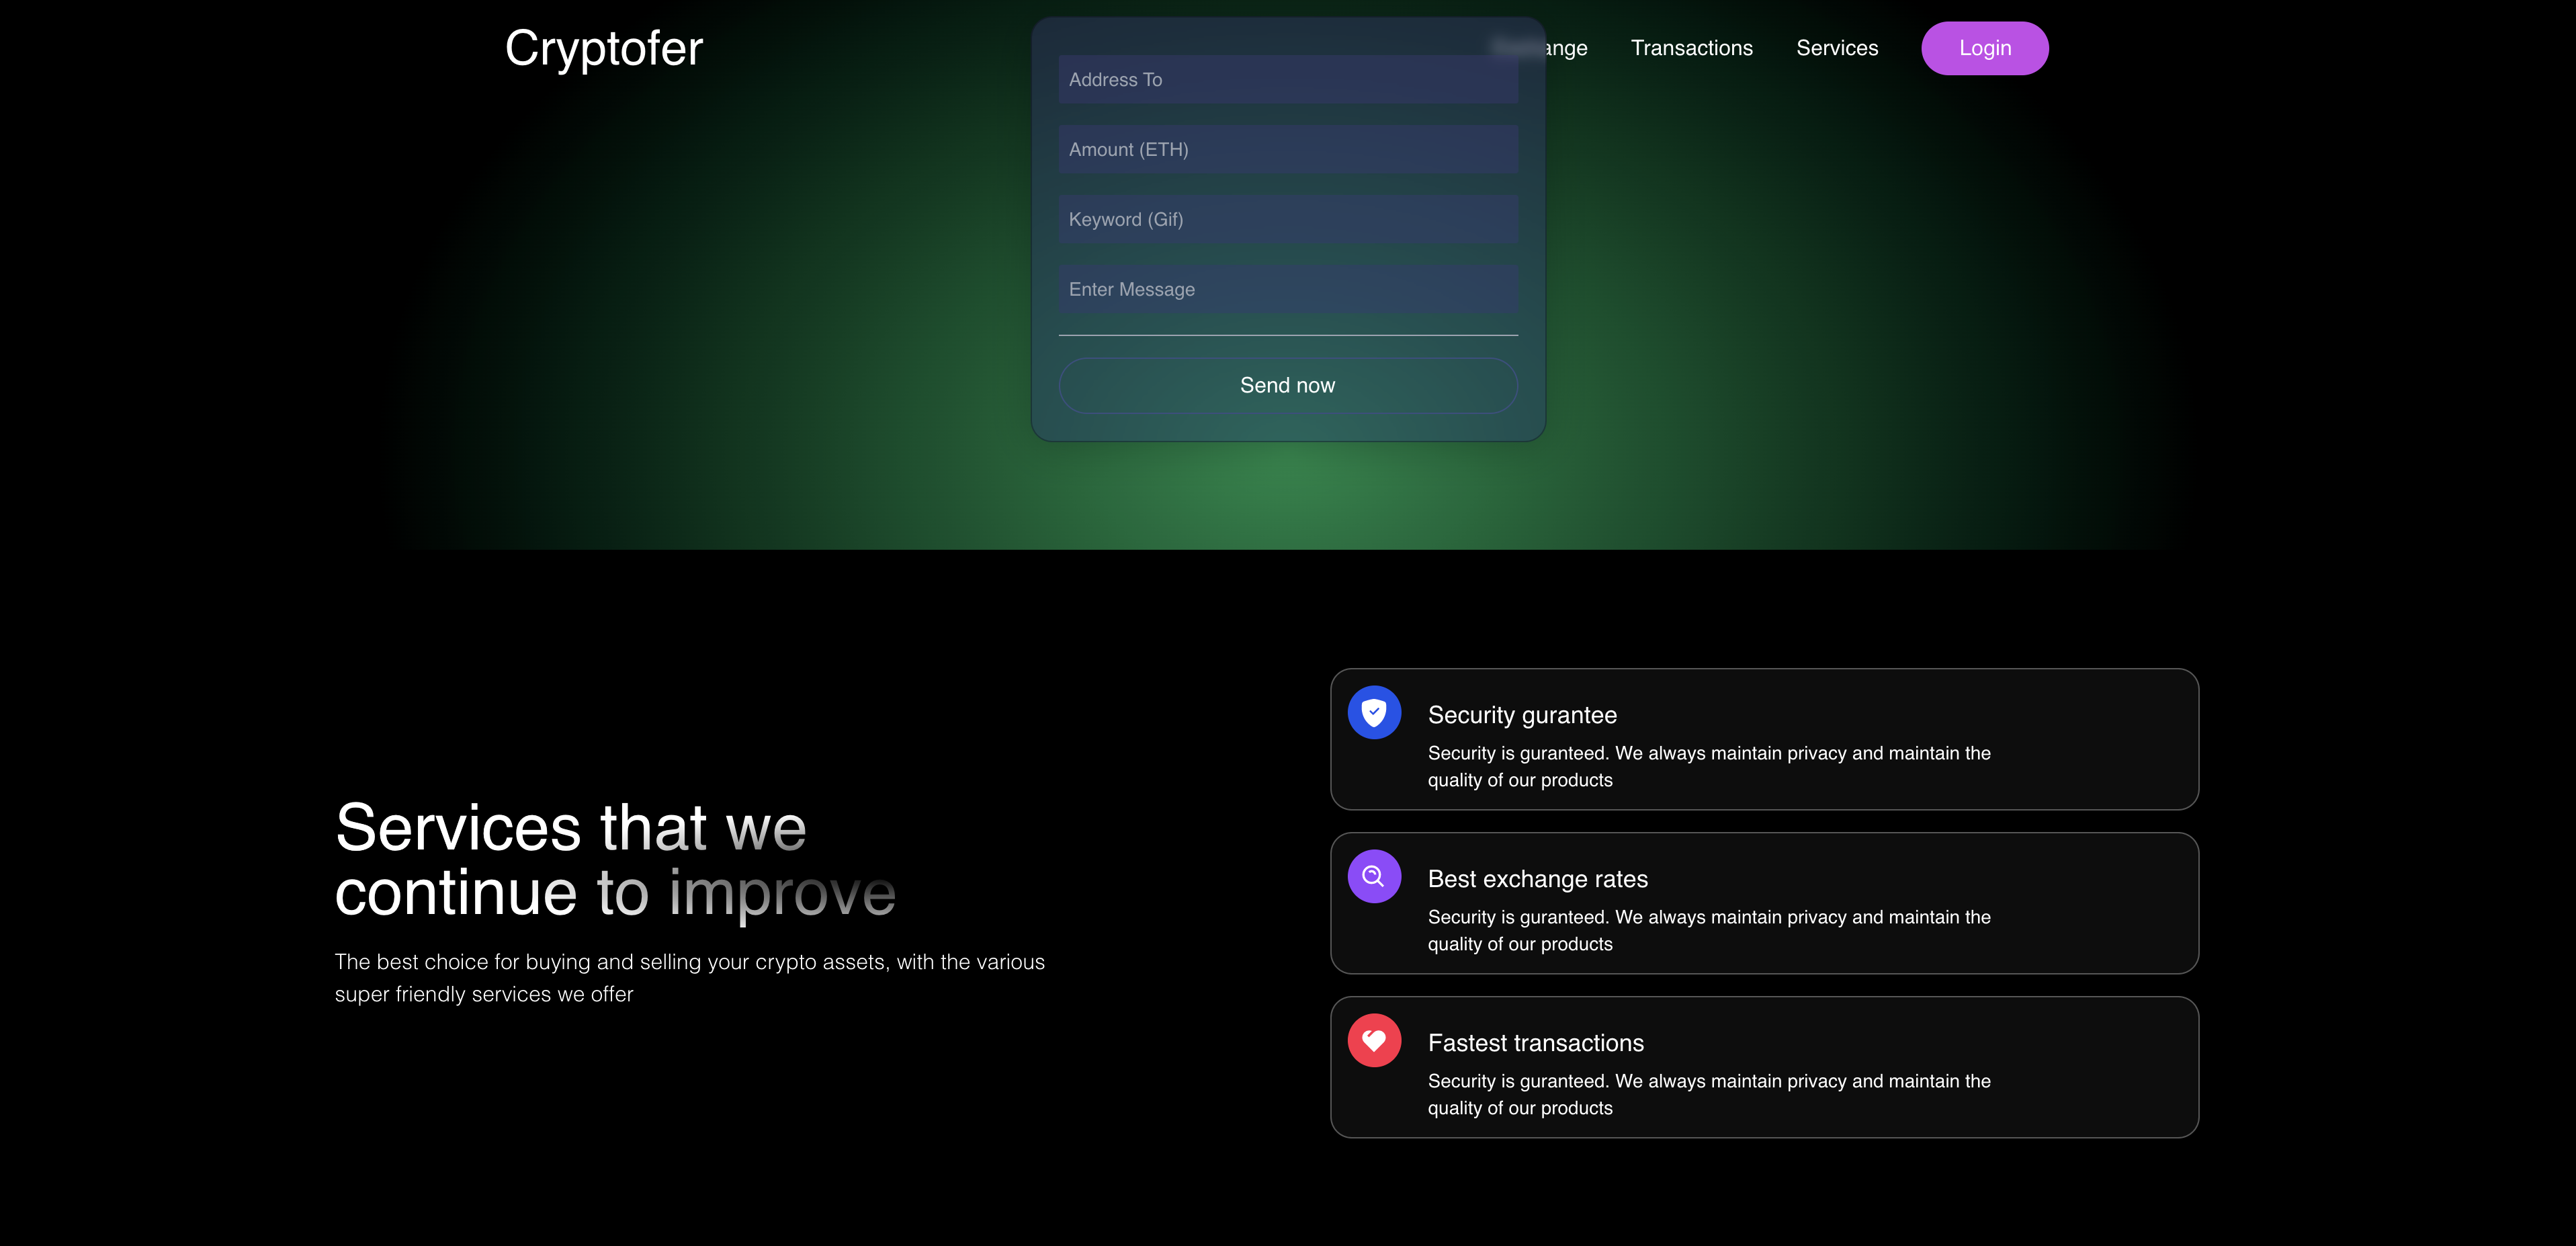 Cryptofer
ange
Transactions
Services
Login
Address To
Amount (ETH)
Keyword (Gif)
Enter Message
Send now
Services that we
continue to improve
The best choice for buying and selling your crypto assets, with the various
super friendly services we offer
Security gurantee
Security is guranteed. We always maintain privacy and maintain the
quality of our products
Best exchange rates
Security is guranteed. We always maintain privacy and maintain the
quality of our products
Fastest transactions
Security is guranteed. We always maintain privacy and maintain the
quality of our products